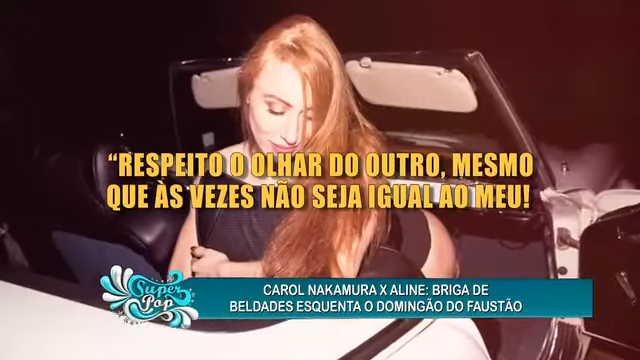 “RESPEITO O OLHAR DO OUTRO, MESMO
QUE ÀS VEZES NÃO SEJA IGUAL AO MEU!
Super
Pop
CAROL NAKAMURA X ALINE: BRIGA DE
BELDADES ESQUENTA O DOMINGÃO DO FAUSTÃO